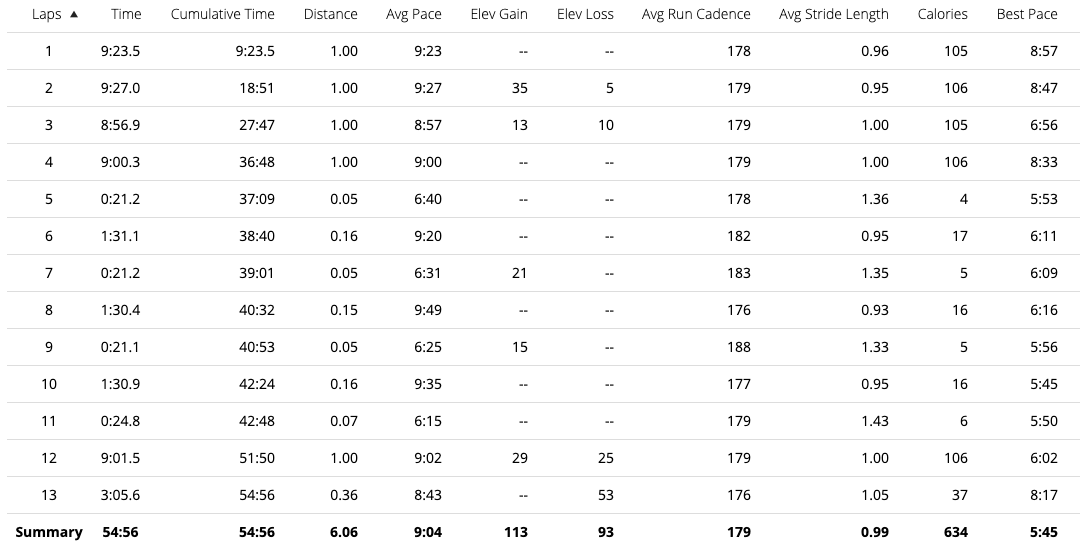 Laps ▲ Time Cumulative Time Distance Avg Pace Elev Gain Elev Loss Avg Run Cadence Avg Stride Length Calories Best Pace
1 9:23.5 9:23.5 1.00 9:23 -- -- 178 0.96 105 8:57
2 9:27.0 18:51 1.00 9:27 35 5 179 0.95 106 8:47
3 8:56.9 27:47 1.00 8:57 13 10 179 1.00 105 6:56
4 9:00.3 36:48 1.00 9:00 -- -- 179 1.00 106 8:33
5 0:21.2 37:09 0.05 6:40 -- -- 178 1.36 4 5:53
6 1:31.1 38:40 0.16 9:20 -- -- 182 0.95 17 6:11
7 0:21.2 39:01 0.05 6:31 21 -- 183 1.35 5 6:09
8 1:30.4 40:32 0.15 9:49 -- -- 176 0.93 16 6:16
9 0:21.1 40:53 0.05 6:25 15 -- 188 1.33 5 5:56
10 1:30.9 42:24 0.16 9:35 -- -- 177 0.95 16 5:45
11 0:24.8 42:48 0.07 6:15 -- -- 179 1.43 6 5:50
12 9:01.5 51:50 1.00 9:02 29 25 179 1.00 106 6:02
13 3:05.6 54:56 0.36 8:43 -- 53 176 1.05 37 8:17
Summary 54:56 54:56 6.06 9:04 113 93 179 0.99 634 5:45